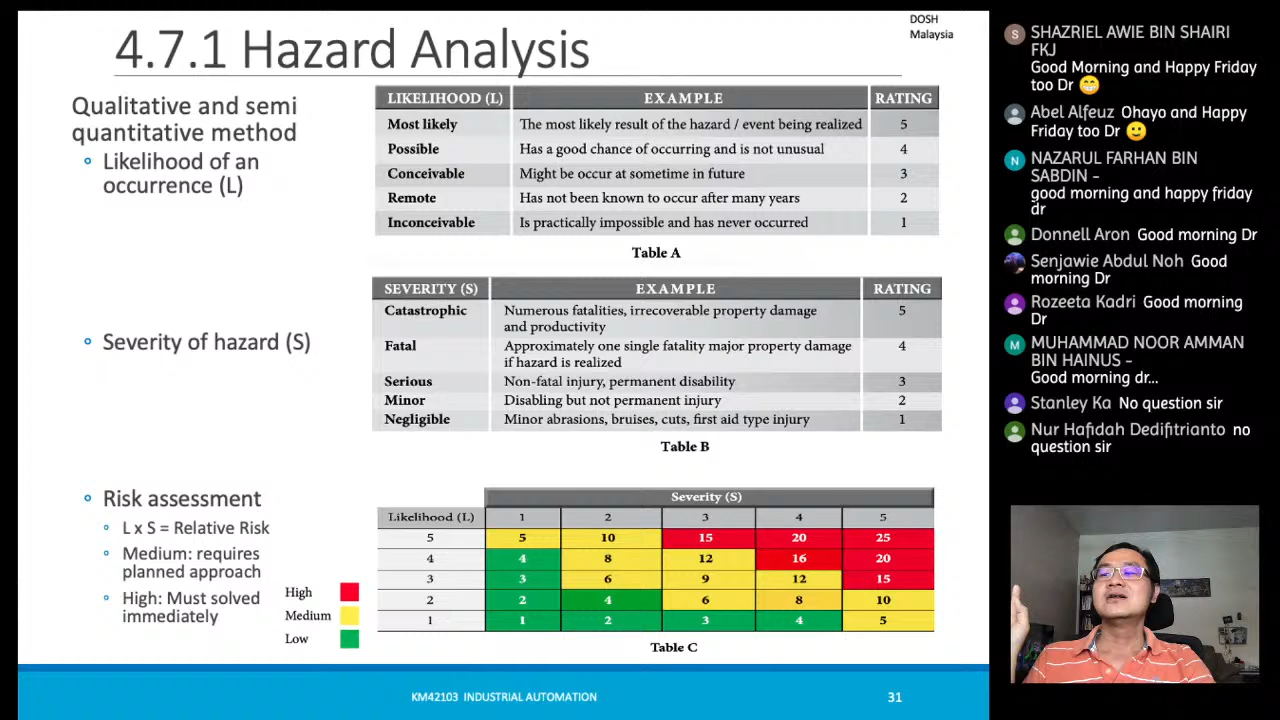 4.7.1 Hazard Analysis
DOSH
Malaysia
Qualitative and semi
quantitative method
Likelihood of an
occurrence (L)
LIKELIHOOD (L) EXAMPLE RATING
Most likely The most likely result of the hazard / event being realized 5
Possible Has a good chance of occurring and is not unusual 4
Conceivable Might be occur at sometime in future 3
Remote Has not been known to occur after many years 2
Inconceivable Is practically impossible and has never occurred 1
Table A
Severity of hazard (S)
SEVERITY (S) EXAMPLE RATING
Catastrophic Numerous fatalities, irrecoverable property damage
and productivity 5
Fatal Approximately one single fatality major property damage
if hazard is realized 4
Serious Non-fatal injury, permanent disability 3
Minor Disabling but not permanent injury 2
Negligible Minor abrasions, bruises, cuts, first aid type injury 1
Table B
Risk assessment
L x S = Relative Risk
Medium: requires
planned approach
High: Must solved
immediately
High
Medium
Low
Severity (S)
Likelihood (L) 1 2 3 4 5
5 5 10 15 20 25
4 4 8 12 16 20
3 3 6 9 12 15
2 2 4 6 8 10
1 1 2 3 4 5
Table C
KM42103 INDUSTRIAL AUTOMATION
31
S SHAZRIEL AWIE BIN SHAIRI
FKJ
Good Morning and Happy Friday
too Dr 😁
Abel Alfeuz Ohayo and Happy
Friday too Dr 🙂
N NAZARUL FARHAN BIN
SABDIN -
good morning and happy friday
dr
Donnell Aron Good morning Dr
Senjawie Abdul Noh Good
morning Dr
Rozeeta Kadri Good morning
Dr
M MUHAMMAD NOOR AMMAN
BIN HAINUS -
Good morning dr...
Stanley Ka No question sir
Nur Hafidah Dedifitrianto no
question sir